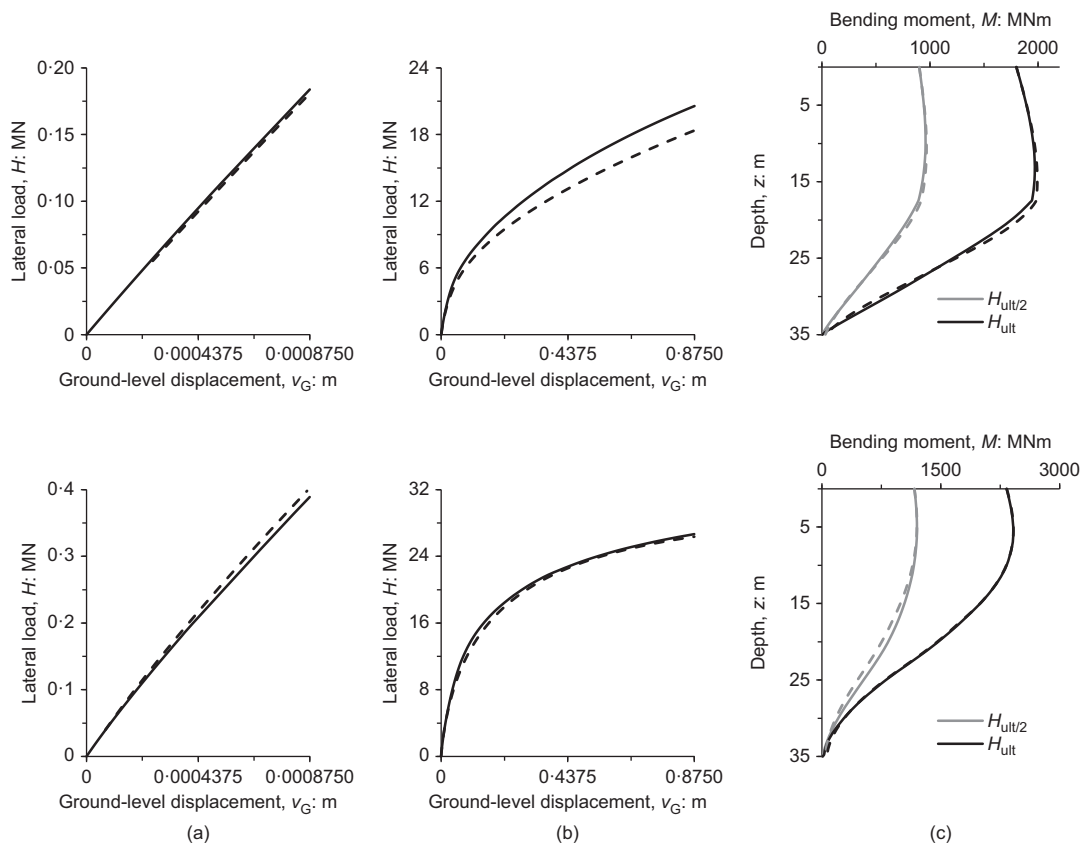 Bending moment, M: MNm
0 1000 2000
0·20
0·15
0·10
0·05
0
Lateral load, H: MN
0 0·0004375 0·0008750
Ground-level displacement, vG: m
24
18
12
6
0
Lateral load, H: MN
0 0·4375 0·8750
Ground-level displacement, vG: m
5
15
25
35
Depth, z: m
Hult/2
Hult
Bending moment, M: MNm
0 1500 3000
0·4
0·3
0·2
0·1
0
Lateral load, H: MN
0 0·0004375 0·0008750
Ground-level displacement, vG: m
(a)
32
24
16
8
0
Lateral load, H: MN
0 0·4375 0·8750
Ground-level displacement, vG: m
(b)
5
15
25
35
Depth, z: m
Hult/2
Hult
(c)